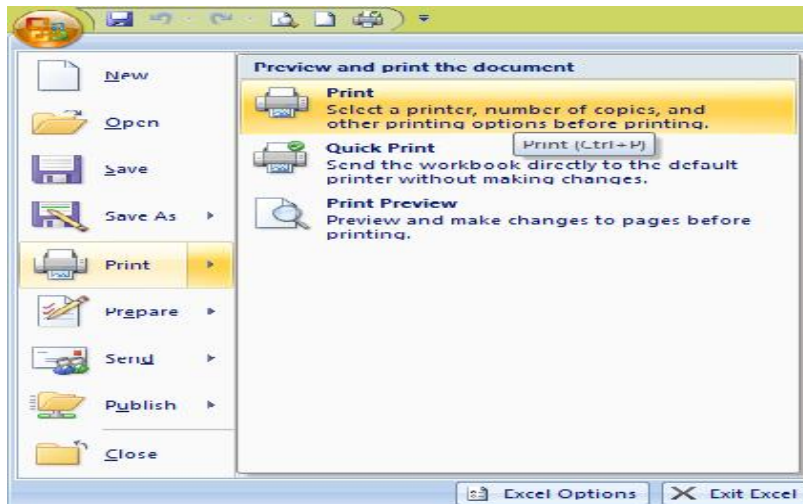 New
Open
Save
Save As
Print
Prepare
Send
Publish
Close
Preview and print the document
Print
Select a printer, number of copies, and
other printing options before printing.
Print (Ctrl+P)
Quick Print
Send the workbook directly to the default
printer without making changes.
Print Preview
Preview and make changes to pages before
printing.
Excel Options
Exit Excel